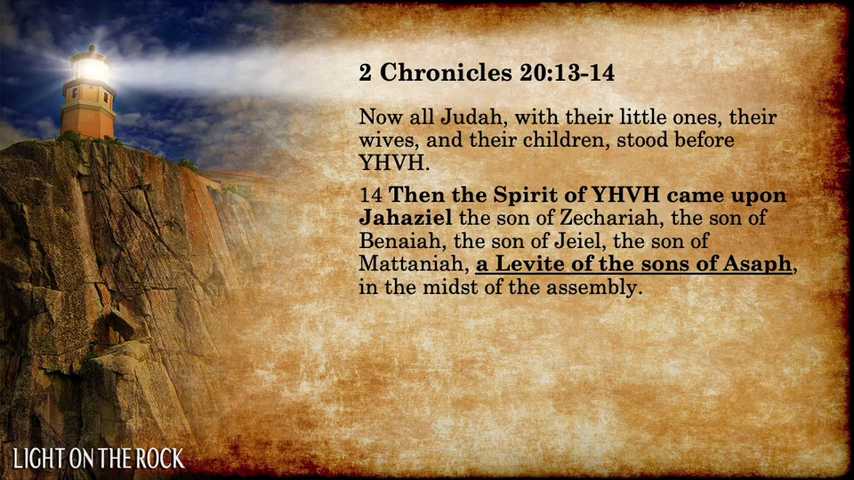 2 Chronicles 20:13-14
Now all Judah, with their little ones, their
wives, and their children, stood before
YHVH.
14 Then the Spirit of YHVH came upon
Jahaziel the son of Zechariah, the son of
Benaiah, the son of Jeiel, the son of
Mattaniah, a Levite of the sons of Asaph,
in the midst of the assembly.
LIGHT ON THE ROCK